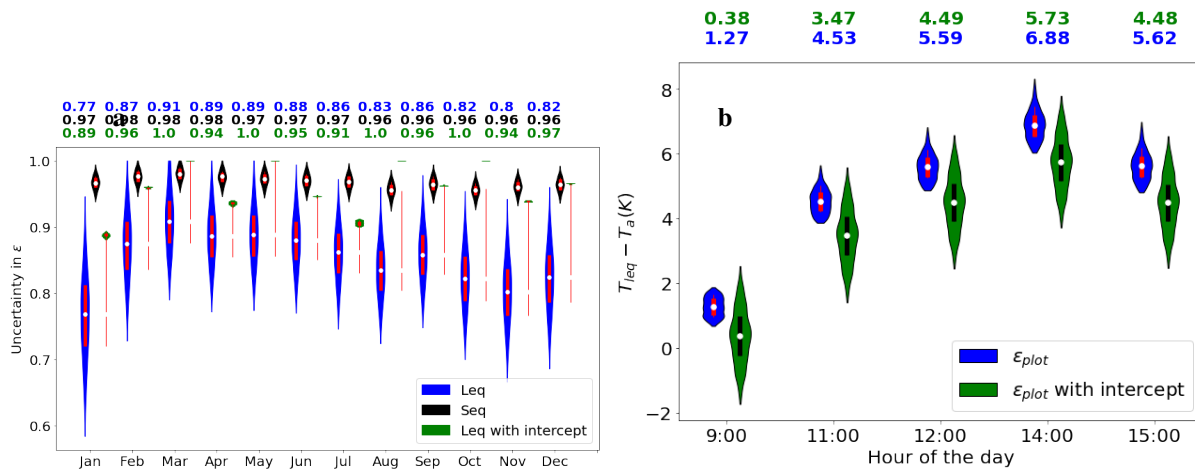 0.77 0.87 0.91 0.89 0.89 0.88 0.86 0.83 0.86 0.82 0.8 0.82
0.97 0.98 0.98 0.98 0.97 0.97 0.97 0.96 0.96 0.96 0.96 0.96
0.89 0.96 1.0 0.94 1.0 0.95 0.91 1.0 0.96 1.0 0.94 0.97
a
Uncertainty in ε
1.0
0.9
0.8
0.7
0.6
Leq
Seq
Leq with intercept
Jan Feb Mar Apr May Jun Jul Aug Sep Oct Nov Dec
0.38 3.47 4.49 5.73 4.48
1.27 4.53 5.59 6.88 5.62
b
T_leq − T_a(K)
8
6
4
2
0
−2
ε_plot
ε_plot with intercept
9:00 11:00 12:00 14:00 15:00
Hour of the day